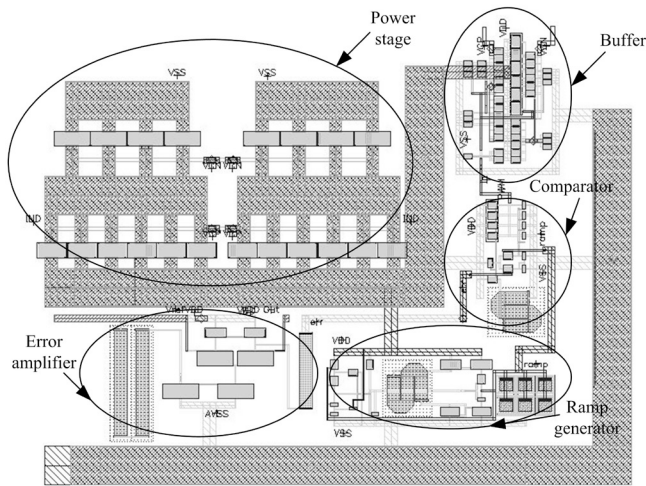 Power
stage
Buffer
VDD
VSS
VSS
VSS
IND
IND
Comparator
VDD
ramp
VSS
Error
amplifier
VDD
Out
err
VDD
AVSS
ramp
VSS
Ramp
generator